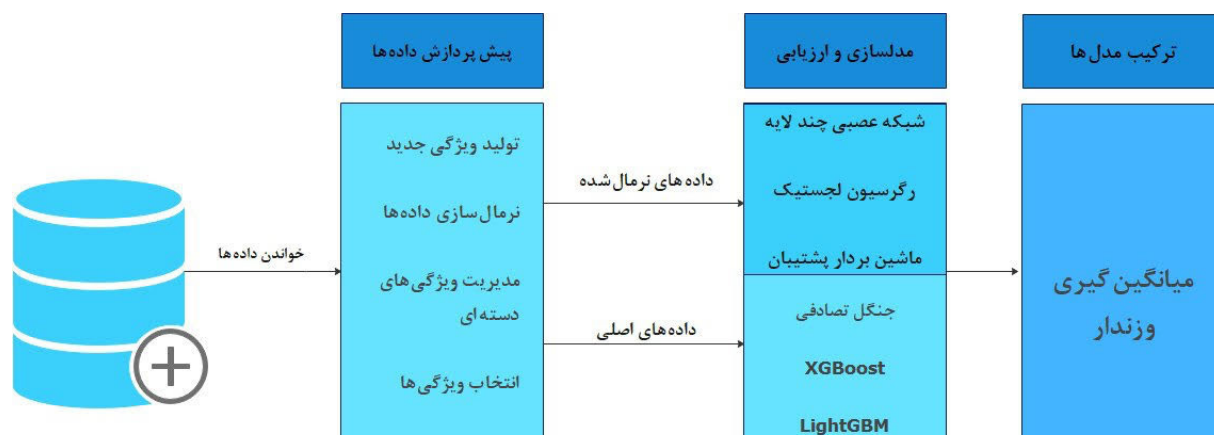 پیش پردازش داده‌ها
مدلسازی و ارزیابی
ترکیب مدل‌ها
خواندن داده‌ها
تولید ویژگی جدید
نرمال‌سازی داده‌ها
مدیریت ویژگی‌های
دسته‌ای
انتخاب ویژگی‌ها
داده‌های نرمال‌شده
داده‌های اصلی
شبکه عصبی چند لایه
رگرسیون لجستیک
ماشین بردار پشتیبان
جنگل تصادفی
XGBoost
LightGBM
میانگین‌گیری
وزندار